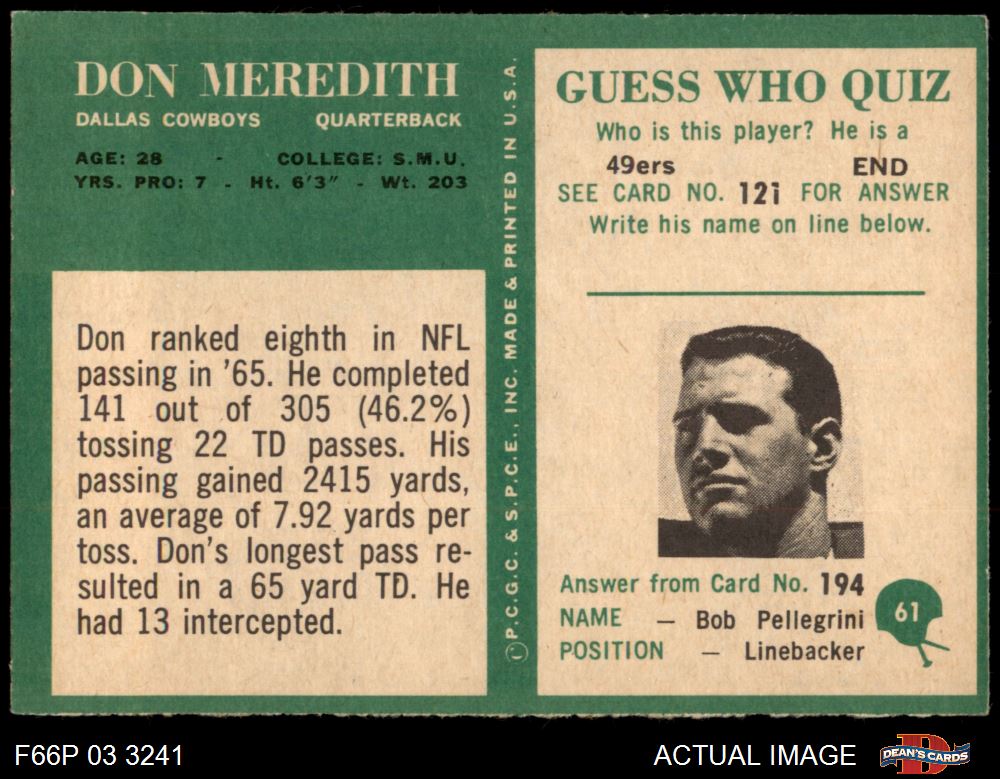 DON MEREDITH
DALLAS COWBOYS QUARTERBACK
AGE: 28 - COLLEGE: S.M.U.
YRS. PRO: 7 - Ht. 6'3" - Wt. 203
Don ranked eighth in NFL
passing in '65. He completed
141 out of 305 (46.2%)
tossing 22 TD passes. His
passing gained 2415 yards,
an average of 7.92 yards per
toss. Don's longest pass re-
sulted in a 65 yard TD. He
had 13 intercepted.
© P.C.G.C. & S.P.C.E., INC. MADE & PRINTED IN U.S.A.
GUESS WHO QUIZ
Who is this player? He is a
49ers END
SEE CARD NO. 121 FOR ANSWER
Write his name on line below.
Answer from Card No. 194
NAME — Bob Pellegrini
POSITION — Linebacker
61
F66P 03 3241
ACTUAL IMAGE
DEAN'S CARDS